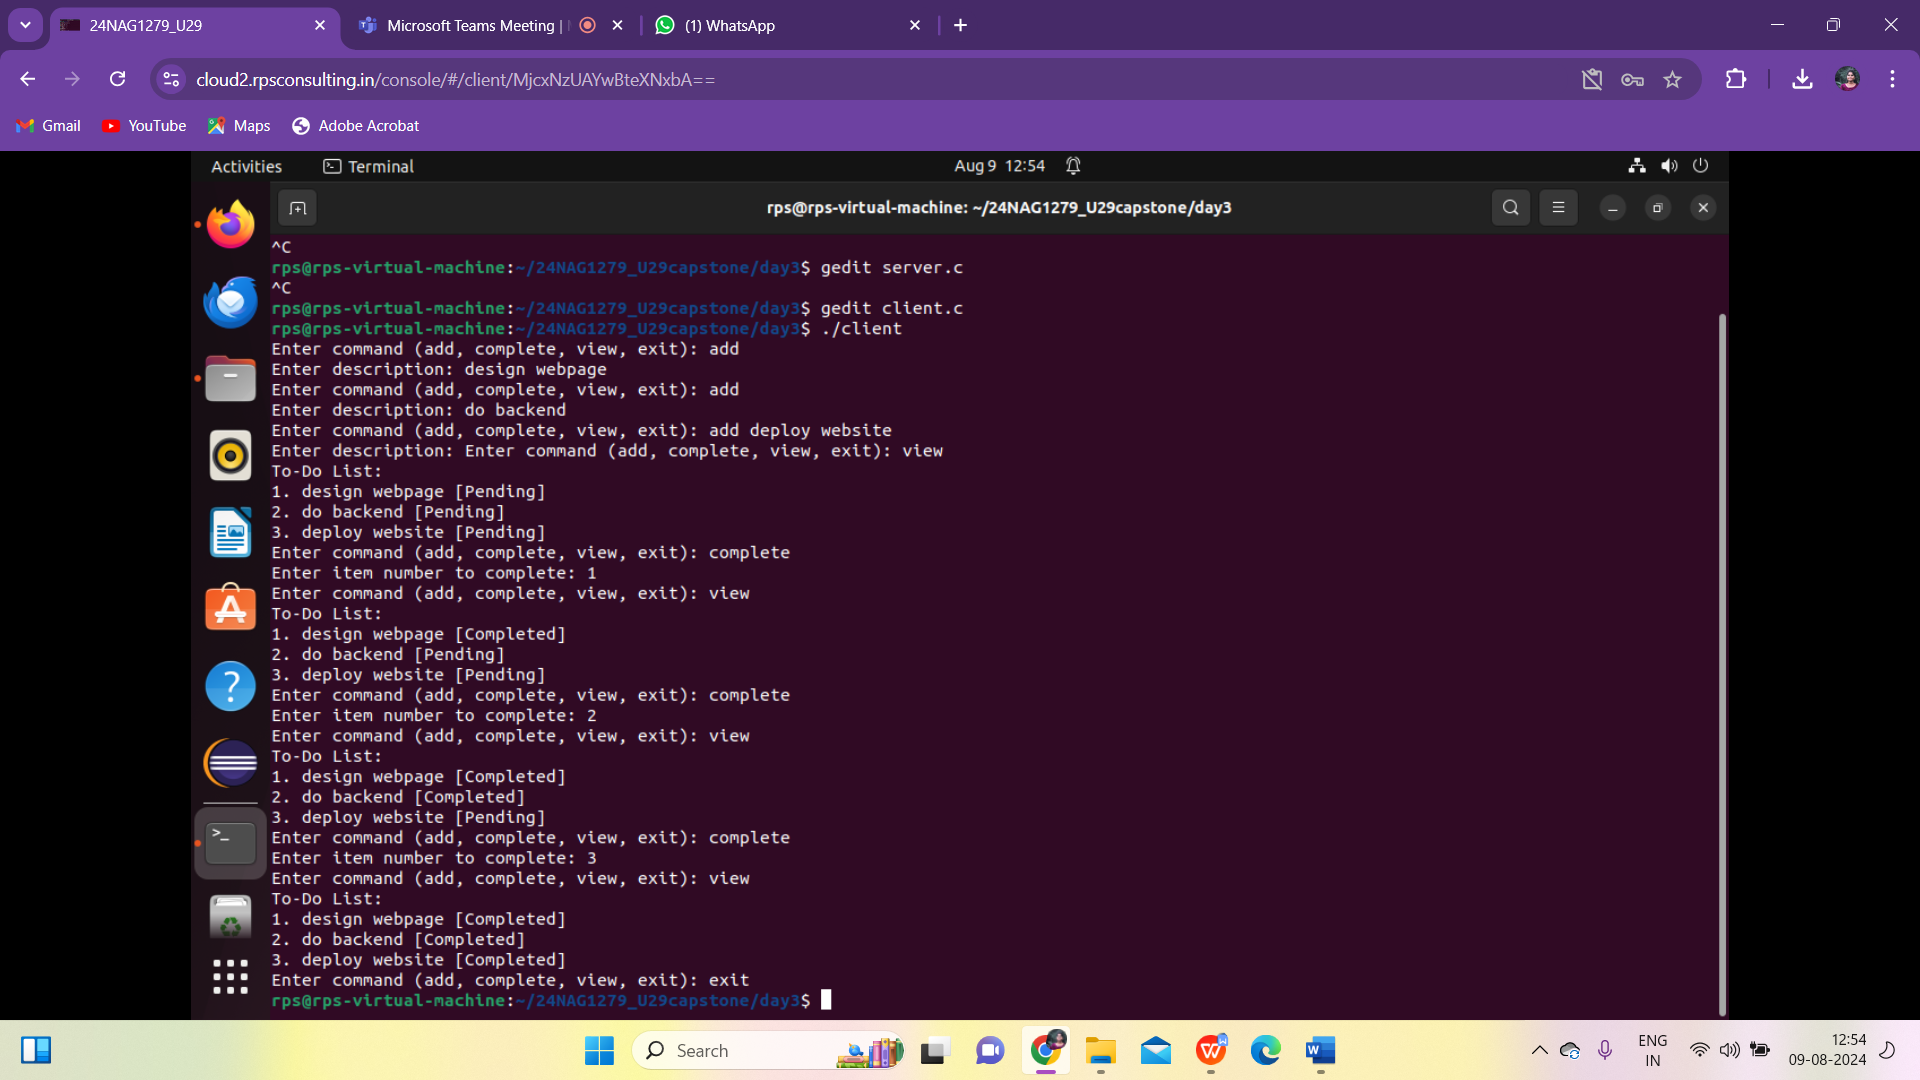 24NAG1279_U29
Microsoft Teams Meeting |
(1) WhatsApp
cloud2.rpsconsulting.in/console/#/client/MjcxNzUAYwBteXNxbA==
Gmail
YouTube
Maps
Adobe Acrobat
Activities
Terminal
Aug 9 12:54
rps@rps-virtual-machine: ~/24NAG1279_U29capstone/day3
^C
rps@rps-virtual-machine:~/24NAG1279_U29capstone/day3$ gedit server.c
^C
rps@rps-virtual-machine:~/24NAG1279_U29capstone/day3$ gedit client.c
rps@rps-virtual-machine:~/24NAG1279_U29capstone/day3$ ./client
Enter command (add, complete, view, exit): add
Enter description: design webpage
Enter command (add, complete, view, exit): add
Enter description: do backend
Enter command (add, complete, view, exit): add deploy website
Enter description: Enter command (add, complete, view, exit): view
To-Do List:
1. design webpage [Pending]
2. do backend [Pending]
3. deploy website [Pending]
Enter command (add, complete, view, exit): complete
Enter item number to complete: 1
Enter command (add, complete, view, exit): view
To-Do List:
1. design webpage [Completed]
2. do backend [Pending]
3. deploy website [Pending]
Enter command (add, complete, view, exit): complete
Enter item number to complete: 2
Enter command (add, complete, view, exit): view
To-Do List:
1. design webpage [Completed]
2. do backend [Completed]
3. deploy website [Pending]
Enter command (add, complete, view, exit): complete
Enter item number to complete: 3
Enter command (add, complete, view, exit): view
To-Do List:
1. design webpage [Completed]
2. do backend [Completed]
3. deploy website [Completed]
Enter command (add, complete, view, exit): exit
rps@rps-virtual-machine:~/24NAG1279_U29capstone/day3$
Search
ENG
IN
12:54
09-08-2024